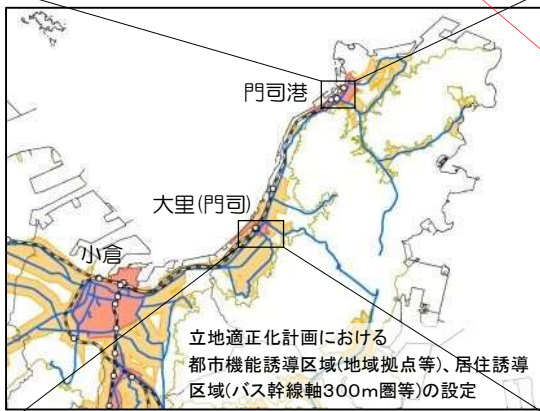 門司港
大里(門司)
小倉
立地適正化計画における
都市機能誘導区域(地域拠点等)、居住誘導
区域(バス幹線軸300m圏等)の設定